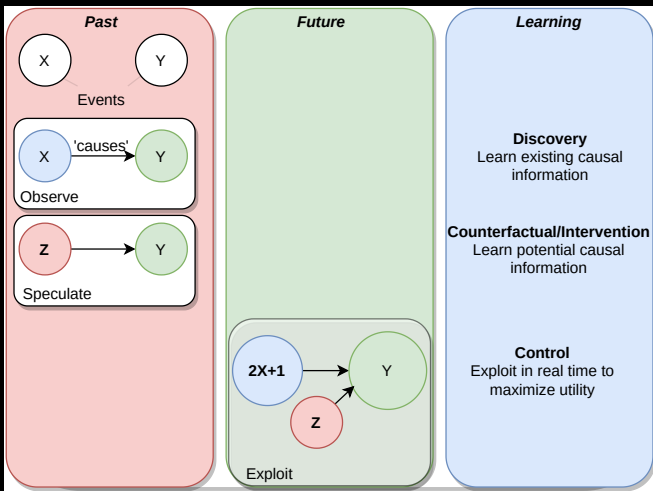 Past
Future
Learning
X
Y
Events
X
'causes'
Y
Observe
Discovery
Learn existing causal
information
Z
Y
Speculate
Counterfactual/Intervention
Learn potential causal
information
2X+1
Y
Z
Exploit
Control
Exploit in real time to
maximize utility